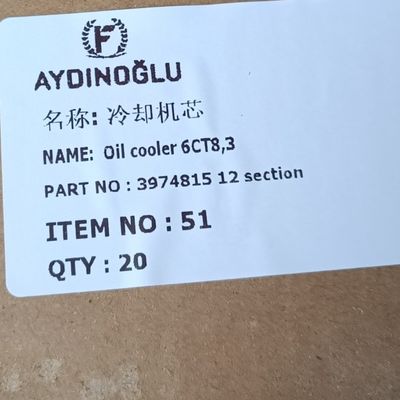 F
AYDINOĞLU
名称: 冷却机芯
NAME: Oil cooler 6CT8,3
PART NO : 3974815 12 section
ITEM NO : 51
QTY : 20